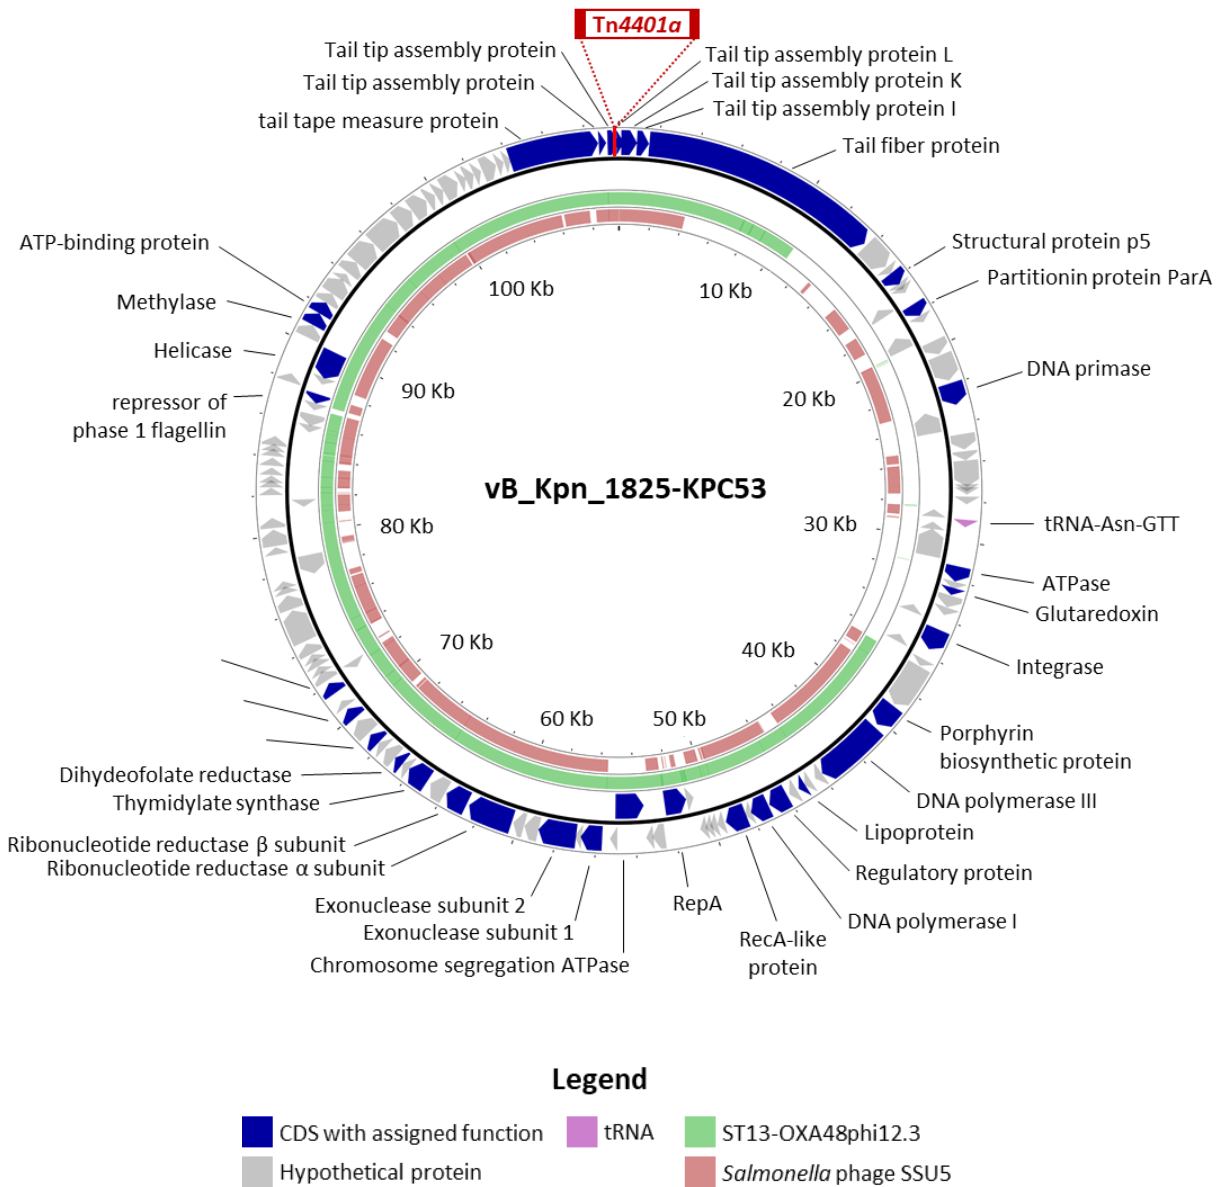 Tn4401a
Tail tip assembly protein
Tail tip assembly protein L
Tail tip assembly protein K
Tail tip assembly protein
Tail tip assembly protein I
tail tape measure protein
Tail fiber protein
ATP-binding protein
Structural protein p5
Partitionin protein ParA
Methylase
100 Kb
10 Kb
Helicase
DNA primase
90 Kb
20 Kb
repressor of
phase 1 flagellin
vB_Kpn_1825-KPC53
80 Kb
30 Kb
tRNA-Asn-GTT
ATPase
Glutaredoxin
70 Kb
40 Kb
Integrase
60 Kb
50 Kb
Porphyrin
biosynthetic protein
Dihydeofolate reductase
Thymidylate synthase
DNA polymerase III
Lipoprotein
Ribonucleotide reductase β subunit
Ribonucleotide reductase α subunit
Regulatory protein
Exonuclease subunit 2
RepA
DNA polymerase I
Exonuclease subunit 1
RecA-like
protein
Chromosome segregation ATPase
Legend
CDS with assigned function
tRNA
ST13-OXA48phi12.3
Hypothetical protein
Salmonella phage SSU5